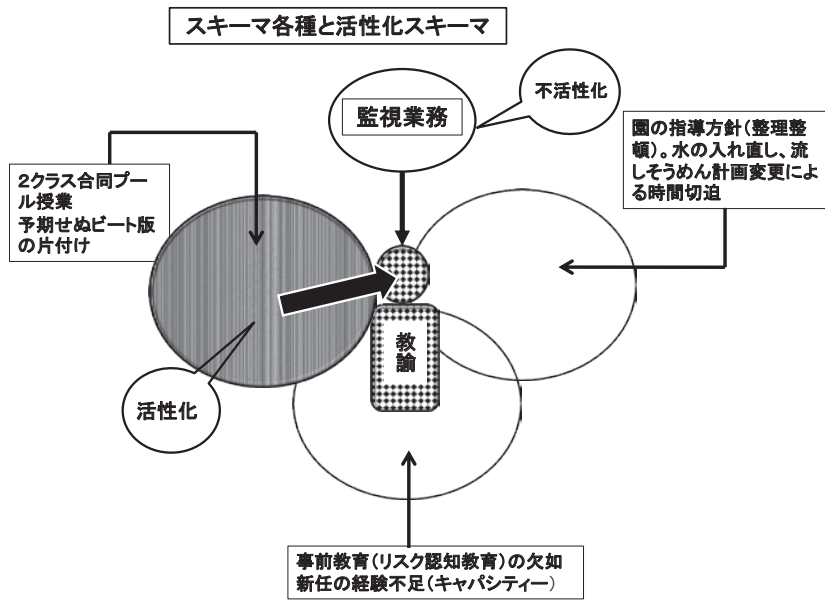 スキーマ各種と活性化スキーマ
監視業務
不活性化
園の指導方針(整理整
頓)。水の入れ直し、流
しそうめん計画変更によ
る時間切迫
2クラス合同プー
ル授業
予期せぬビート版
の片付け
教
諭
活性化
事前教育(リスク認知教育)の欠如
新任の経験不足(キャパシティー)